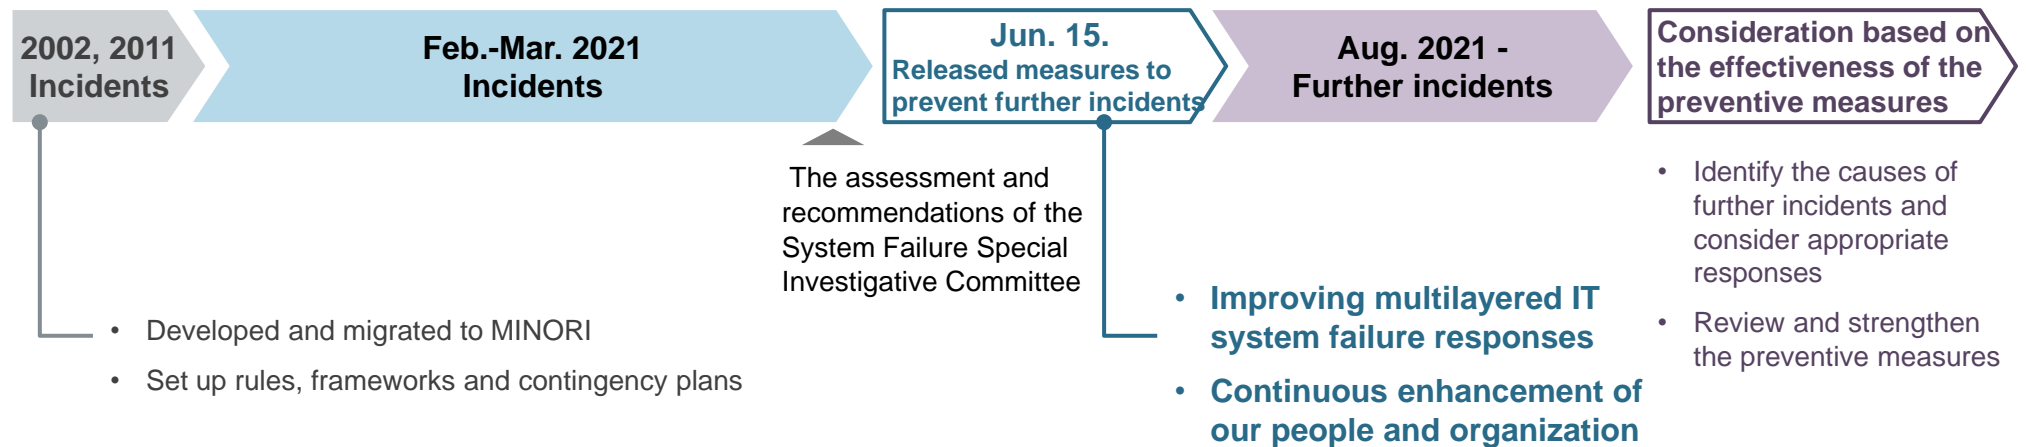 2002, 2011
Incidents
Feb.-Mar. 2021
Incidents
Jun. 15.
Released measures to
prevent further incidents
Aug. 2021 -
Further incidents
Consideration based on
the effectiveness of the
preventive measures
The assessment and
recommendations of the
System Failure Special
Investigative Committee
• Developed and migrated to MINORI
• Set up rules, frameworks and contingency plans
• Improving multilayered IT
system failure responses
• Continuous enhancement of
our people and organization
• Identify the causes of
further incidents and
consider appropriate
responses
• Review and strengthen
the preventive measures